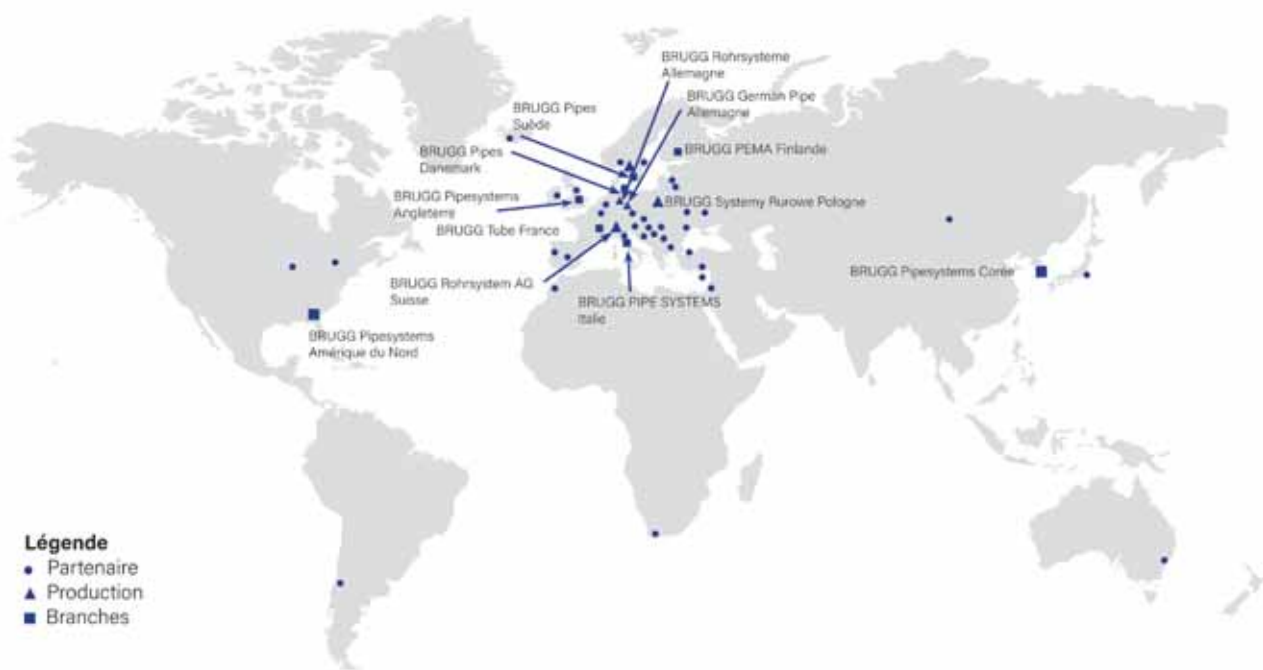 BRUGG Rohrsysteme
Allemagne
BRUGG German Pipe
Allemagne
BRUGG Pipes
Suède
BRUGG Pipes
Danemark
BRUGG PEMA Finlande
BRUGG Pipesystems
Angleterre
BRUGG Systemy Rurowe Pologne
BRUGG Tube France
BRUGG Pipesystems Corée
BRUGG Rohrsystem AG
Suisse
BRUGG PIPE SYSTEMS
Italie
BRUGG Pipesystems
Amérique du Nord
Légende
Partenaire
Production
Branches